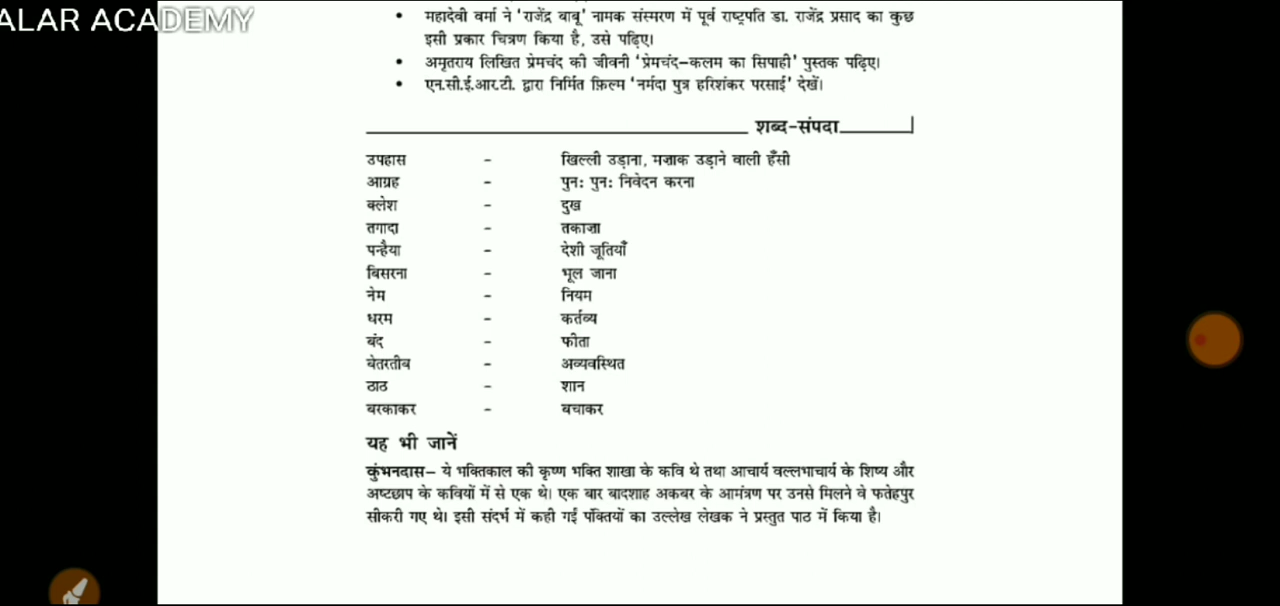 ALAR ACADEMY
• महादेवी वर्मा ने 'राजेंद्र बाबू' नामक संस्मरण में पूर्व राष्ट्रपति डा. राजेंद्र प्रसाद का कुछ
इसी प्रकार चित्रण किया है, उसे पढ़िए।
• अमृतराय लिखित प्रेमचंद की जीवनी 'प्रेमचंद–कलम का सिपाही' पुस्तक पढ़िए।
• एन.सी.ई.आर.टी. द्वारा निर्मित फ़िल्म 'नर्मदा पुत्र हरिशंकर परसाई' देखें।
शब्द-संपदा
उपहास - खिल्ली उड़ाना, मज़ाक उड़ाने वाली हँसी
आग्रह - पुनः पुनः निवेदन करना
क्लेश - दुख
तगादा - तकाज़ा
पन्हैया - देशी जूतियाँ
बिसरना - भूल जाना
नेम - नियम
धरम - कर्तव्य
बंद - फीता
बेतरतीब - अव्यवस्थित
ठाठ - शान
बरकाकर - बचाकर
यह भी जानें
कुंभनदास– ये भक्तिकाल की कृष्ण भक्ति शाखा के कवि थे तथा आचार्य वल्लभाचार्य के शिष्य और
अष्टछाप के कवियों में से एक थे। एक बार बादशाह अकबर के आमंत्रण पर उनसे मिलने वे फतेहपुर
सीकरी गए थे। इसी संदर्भ में कही गई पंक्तियों का उल्लेख लेखक ने प्रस्तुत पाठ में किया है।